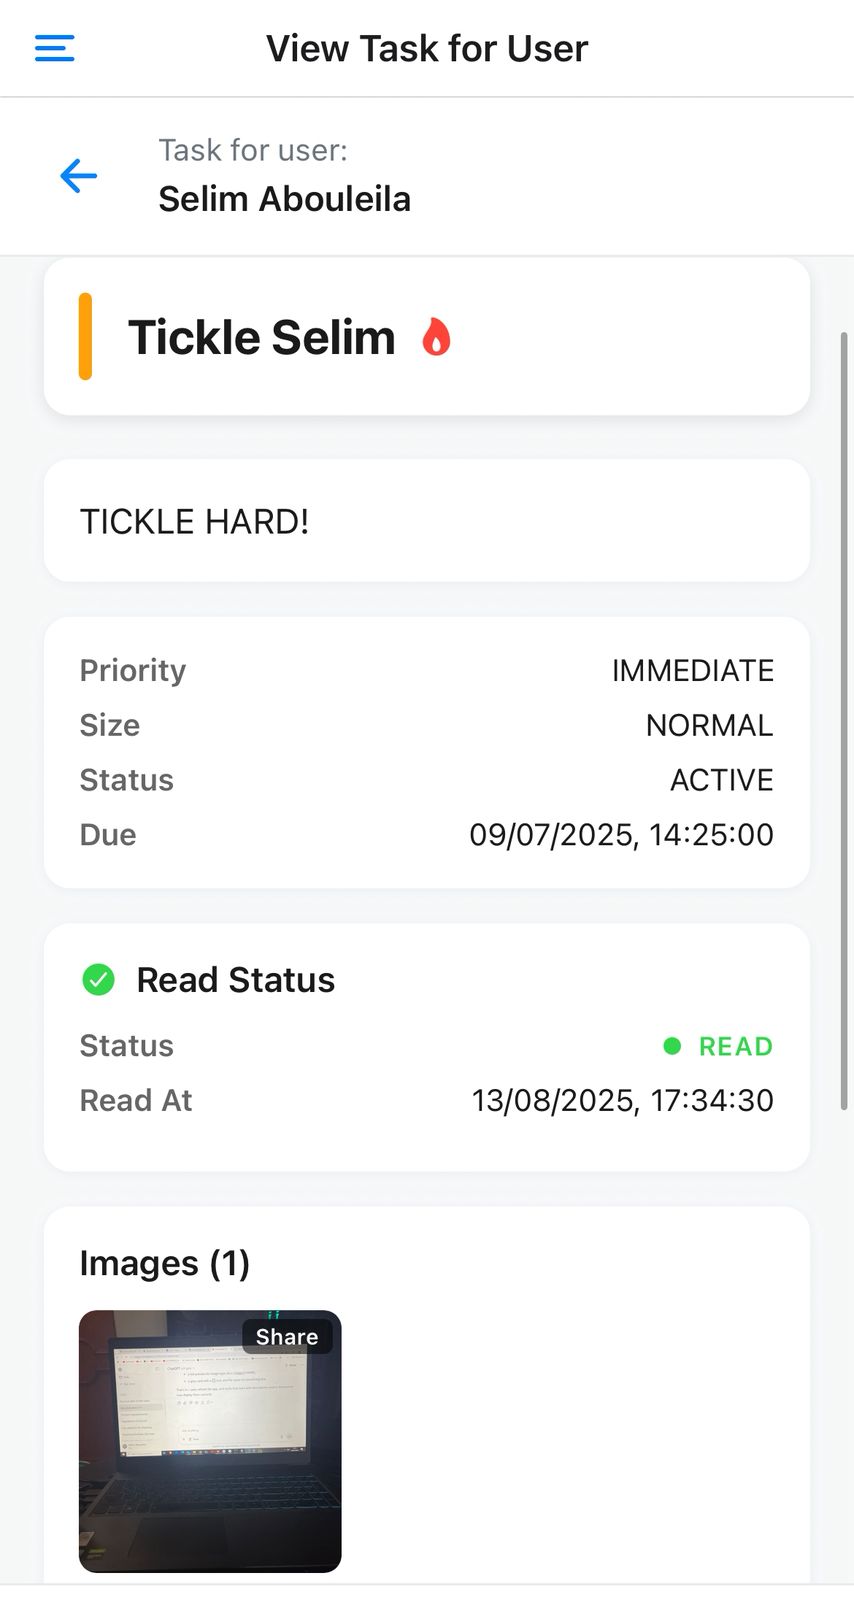 View Task for User
Task for user:
Selim Abouleila
Tickle Selim
TICKLE HARD!
Priority IMMEDIATE
Size NORMAL
Status ACTIVE
Due 09/07/2025, 14:25:00
Read Status
Status READ
Read At 13/08/2025, 17:34:30
Images (1)
Share